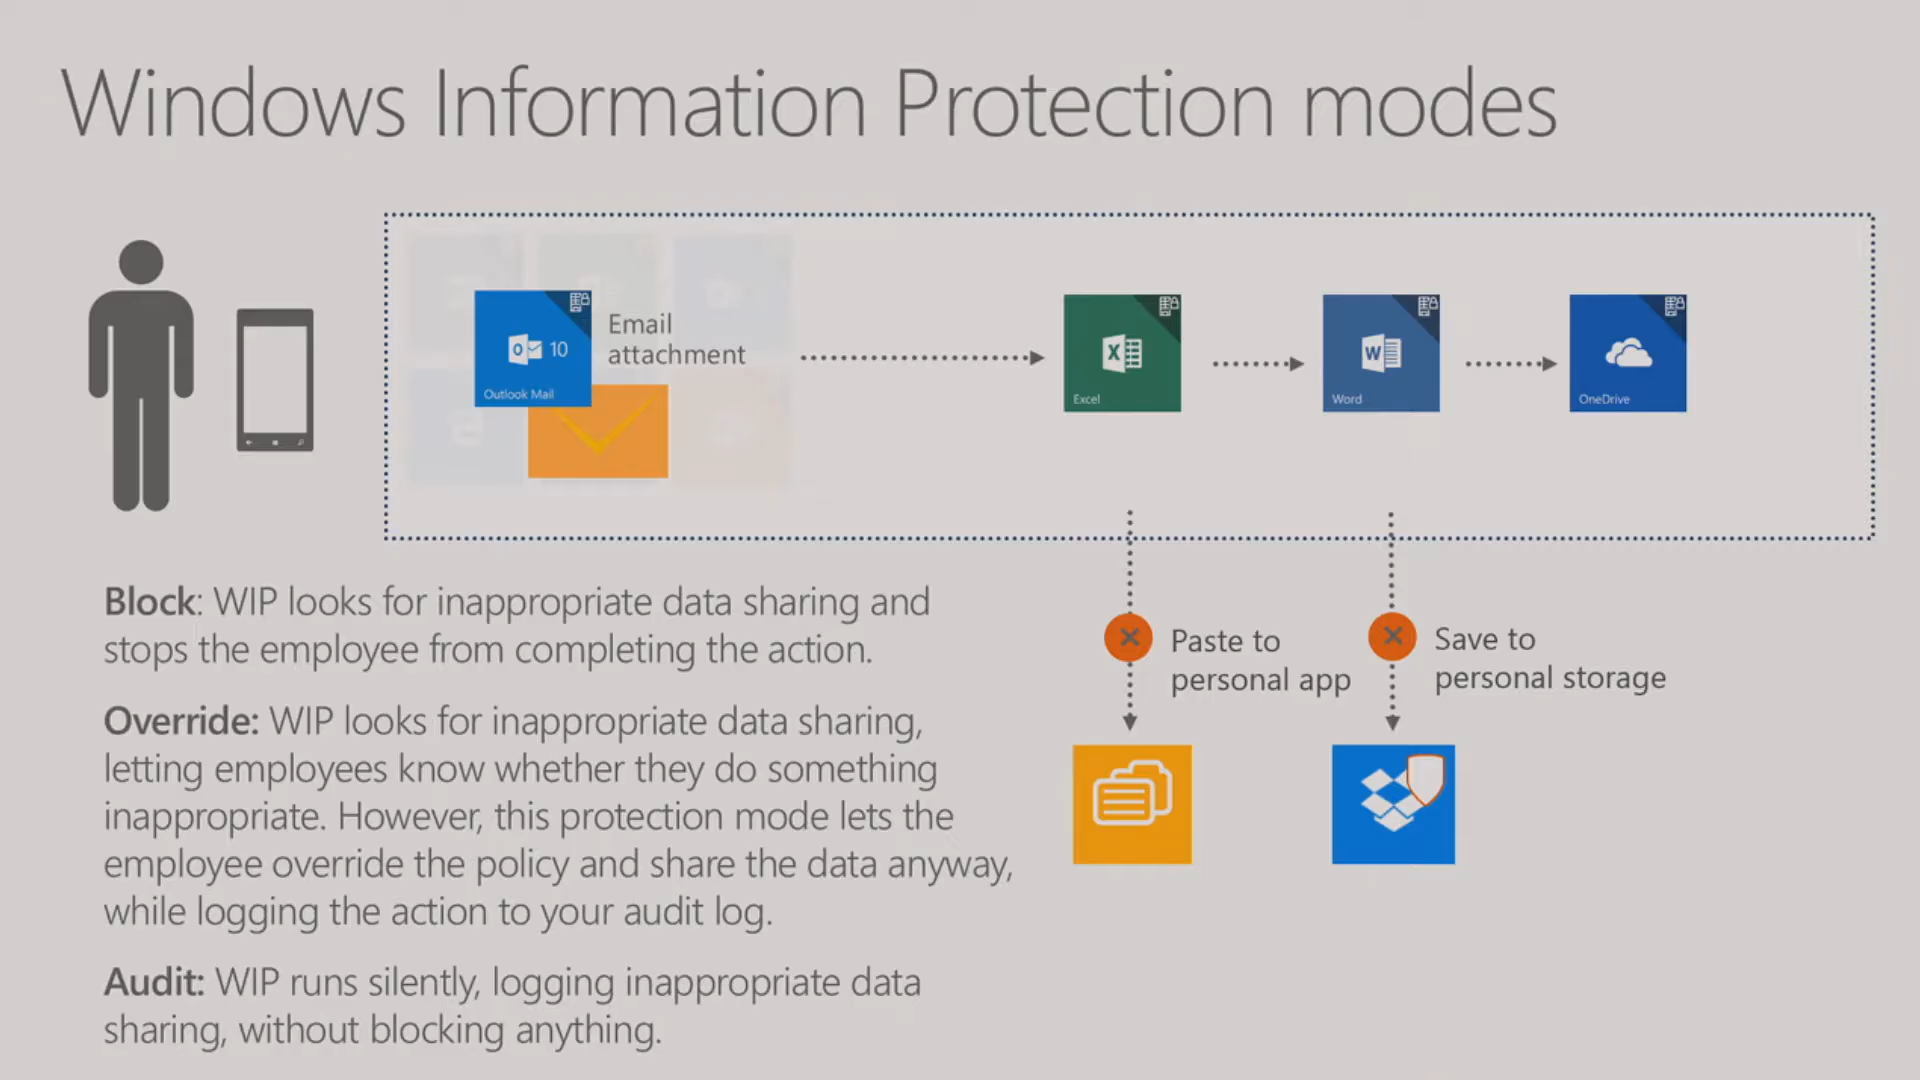 Windows Information Protection modes
Email
attachment
10
Outlook Mail
Excel
Word
OneDrive
Block: WIP looks for inappropriate data sharing and
stops the employee from completing the action.
Override: WIP looks for inappropriate data sharing,
letting employees know whether they do something
inappropriate. However, this protection mode lets the
employee override the policy and share the data anyway,
while logging the action to your audit log.
Audit: WIP runs silently, logging inappropriate data
sharing, without blocking anything.
Paste to
personal app
Save to
personal storage